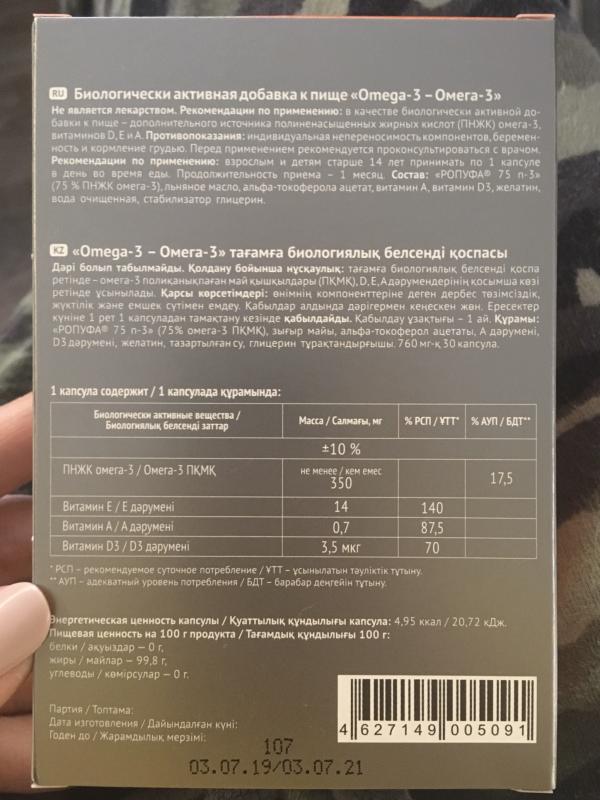 RU Биологически активная добавка к пище «Omega-3 – Омега-3»
Не является лекарством. Рекомендации по применению: в качестве биологически активной до-
бавки к пище – дополнительного источника полиненасыщенных жирных кислот (ПНЖК) омега-3,
витаминов D, E и А. Противопоказания: индивидуальная непереносимость компонентов, беремен-
ность и кормление грудью. Перед применением рекомендуется проконсультироваться с врачом.
Рекомендации по применению: взрослым и детям старше 14 лет принимать по 1 капсуле
в день во время еды. Продолжительность приема – 1 месяц. Состав: «РОПУФА® 75 n-3»
(75 % ПНЖК омега-3), льняное масло, альфа-токоферола ацетат, витамин А, витамин D3, желатин,
вода очищенная, стабилизатор глицерин.
KZ «Omega-3 – Омега-3» тағамға биологиялық белсенді қоспасы
Дәрі болып табылмайды. Қолдану бойынша нұсқаулық: тағамға биологиялық белсенді қоспа
ретінде – омега-3 полиқанықпаған май қышқылдары (ПҚМҚ), D, E, А дәрумендерінің қосымша көзі
ретінде ұсынылады. Қарсы көрсетімдері: өнімнің компоненттеріне деген дербес төзімсіздік,
жүктілік және емшек сүтімен емдеу. Қабылдар алдында дәрігермен кеңескен жөн. Ересектер
күніне 1 рет 1 капсуладан тамақтану кезінде қабылдайды. Қабылдау ұзақтығы – 1 ай. Құрамы:
«РОПУФА® 75 n-3» (75% омега-3 ПҚМҚ), зығыр майы, альфа-токоферол ацетаты, А дәрумені,
D3 дәрумені, желатин, тазартылған су, глицерин тұрақтандырғышы. 760 мг-қ 30 капсула.
1 капсула содержит / 1 капсулада құрамында:
Биологически активные вещества / Биологиялық белсенді заттар | Масса / Салмағы, мг | % РСП / ҰТТ* | % АУП / БДТ**
±10 %
ПНЖК омега-3 / Омега-3 ПҚМҚ | не менее / кем емес 350 | 17,5
Витамин Е / Е дәрумені | 14 | 140
Витамин А / А дәрумені | 0,7 | 87,5
Витамин D3 / D3 дәрумені | 3,5 мкг | 70
* РСП – рекомендуемое суточное потребление / ҰТТ – ұсынылатын тәуліктік тұтыну.
** АУП – адекватный уровень потребления / БДТ – барабар деңгейін тұтыну.
Энергетическая ценность капсулы / Қуаттылық құндылығы капсула: 4,95 ккал / 20,72 кДж.
Пищевая ценность на 100 г продукта / Тағамдық құндылығы 100 г:
белки / ақуыздар — 0 г,
жиры / майлар — 99,8 г,
углеводы / көмірсулар — 0 г.
Партия / Топтама:
Дата изготовления / Дайындалған күні:
Годен до / Жарамдылық мерзімі:
107
03.07.19/03.07.21
4 627149 005091